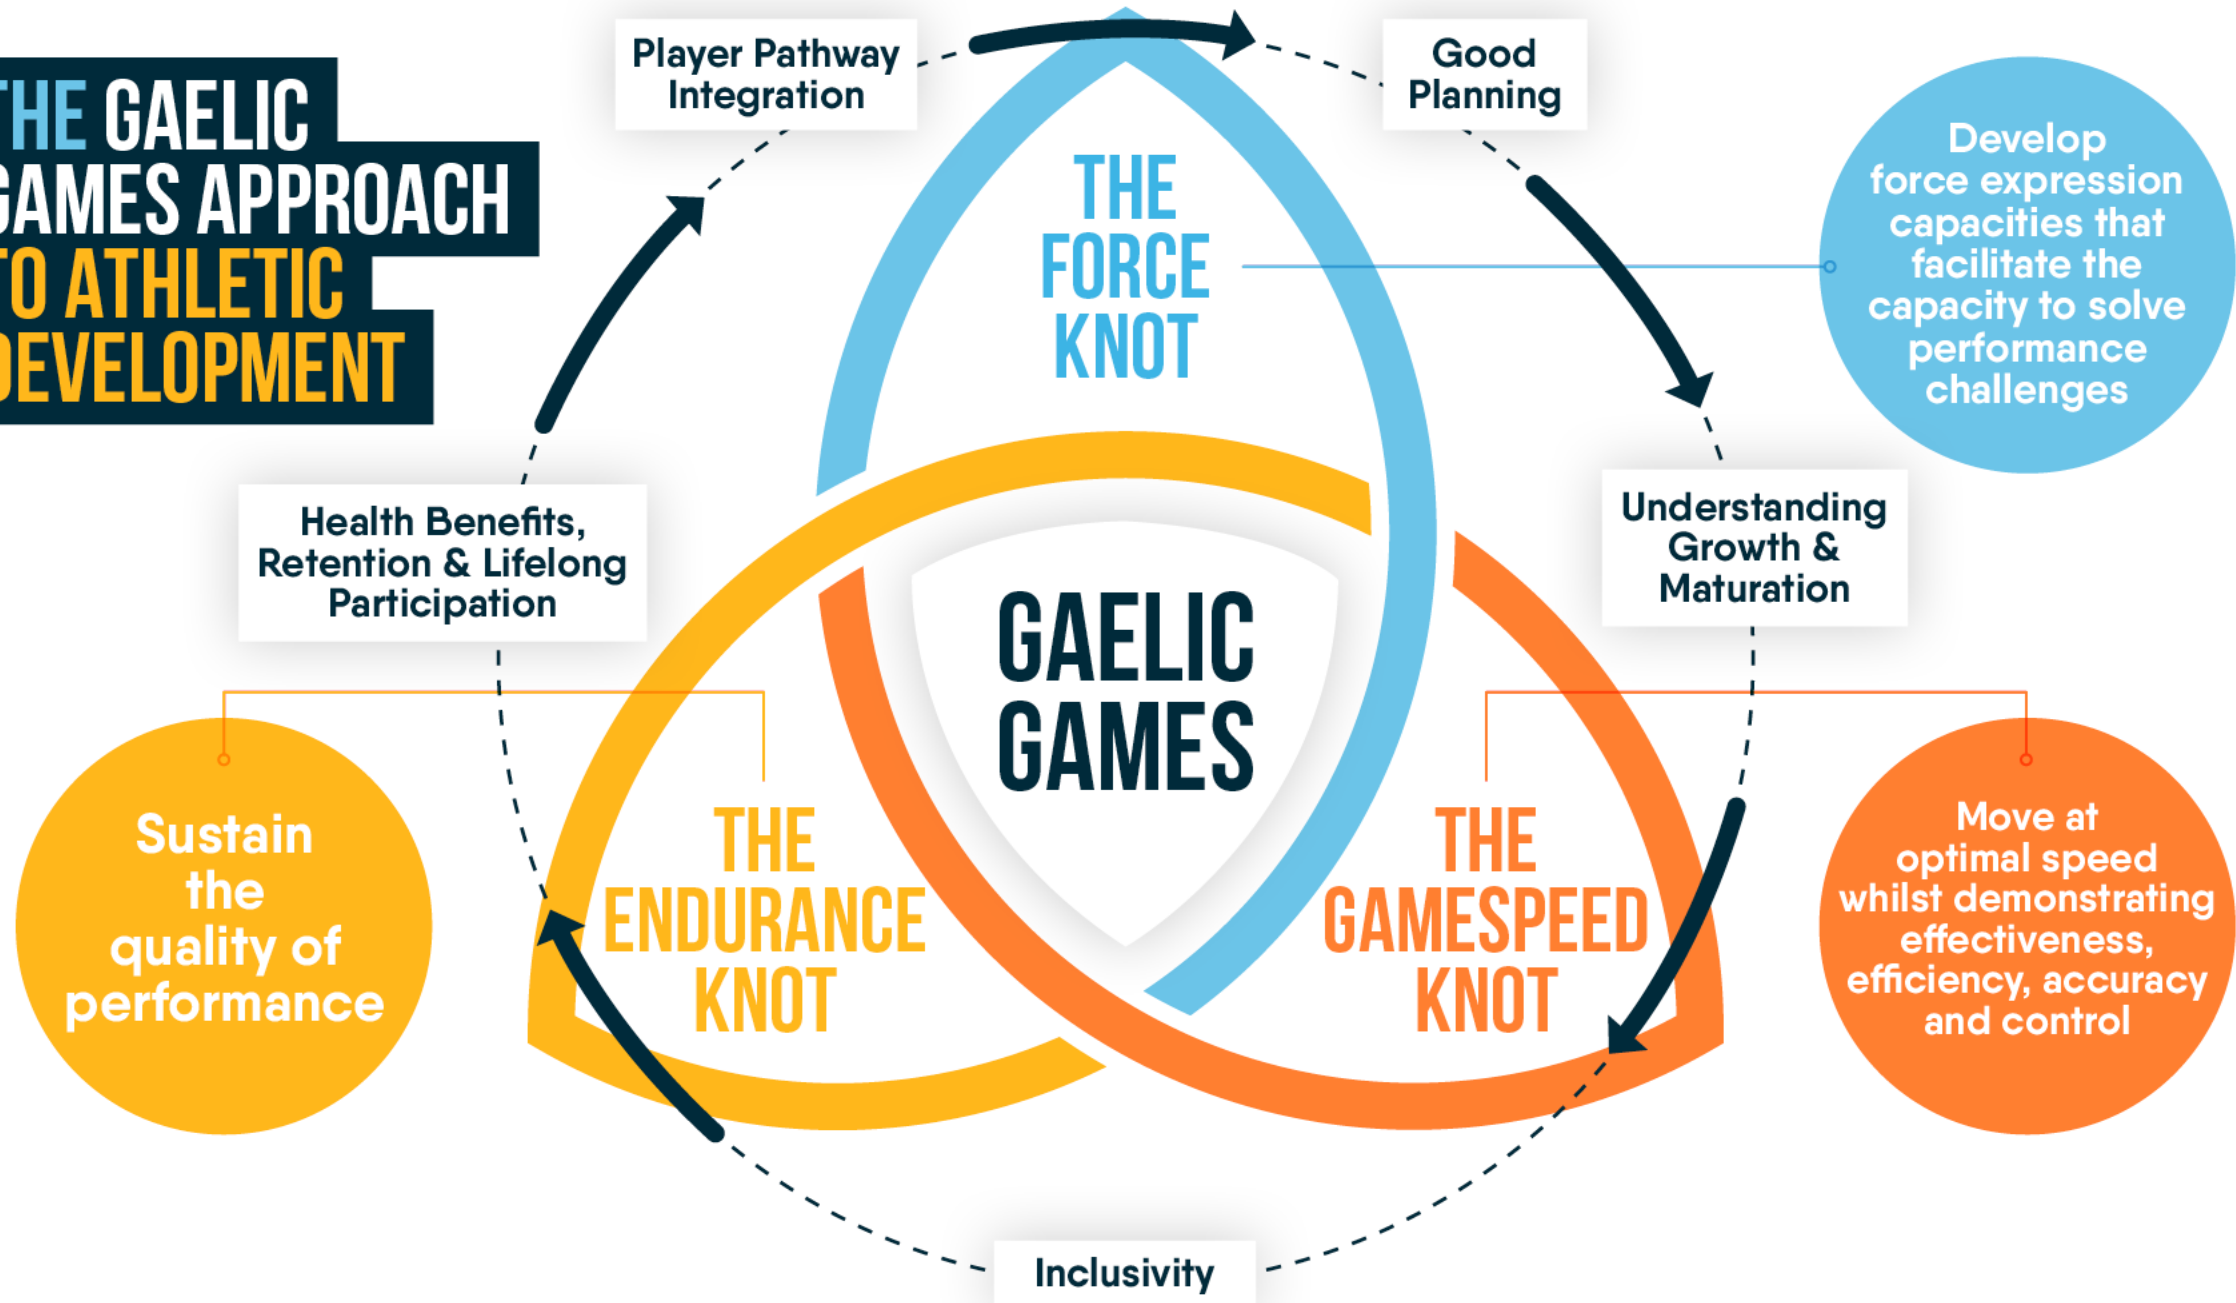 THE GAELIC
GAMES APPROACH
TO ATHLETIC
DEVELOPMENT
Player Pathway
Integration
Good
Planning
Develop
force expression
capacities that
facilitate the
capacity to solve
performance
challenges
THE
FORCE
KNOT
Health Benefits,
Retention & Lifelong
Participation
Understanding
Growth &
Maturation
GAELIC
GAMES
Sustain
the
quality of
performance
THE
ENDURANCE
KNOT
THE
GAMESPEED
KNOT
Move at
optimal speed
whilst demonstrating
effectiveness,
efficiency, accuracy
and control
Inclusivity